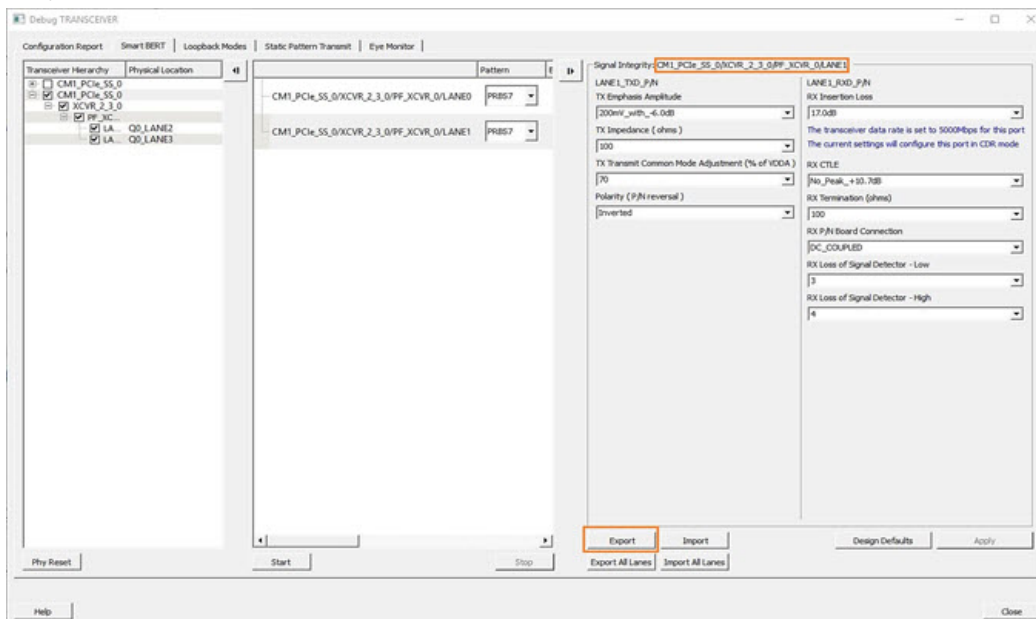 Debug TRANSCEIVER
Configuration Report Smart BERT Loopback Modes Static Pattern Transmit Eye Monitor
Transceiver Hierarchy Physical Location
CM1_PCIe_SS_0
CM1_PCIe_SS_0
XCVR_2_3_0
PF_XC...
LA... Q0_LANE2
LA... Q0_LANE3
Phy Reset
Pattern E
CM1_PCIe_SS_0/XCVR_2_3_0/PF_XCVR_0/LANE0 PRBS7
CM1_PCIe_SS_0/XCVR_2_3_0/PF_XCVR_0/LANE1 PRBS7
Start Stop
Signal Integrity: CM1_PCIe_SS_0/XCVR_2_3_0/PF_XCVR_0/LANE1
LANE1_TXD_P/N
TX Emphasis Amplitude
200mV_with_-6.0dB
TX Impedance ( ohms )
100
TX Transmit Common Mode Adjustment (% of VDDA )
70
Polarity ( P/N reversal )
Inverted
LANE1_RXD_P/N
RX Insertion Loss
17.0dB
The transceiver data rate is set to 5000Mbps for this port
The current settings will configure this port in CDR mode
RX CTLE
No_Peak_+10.7dB
RX Termination (ohms)
100
RX P/N Board Connection
DC_COUPLED
RX Loss of Signal Detector - Low
3
RX Loss of Signal Detector - High
4
Export Import Design Defaults Apply
Export All Lanes Import All Lanes
Help Close